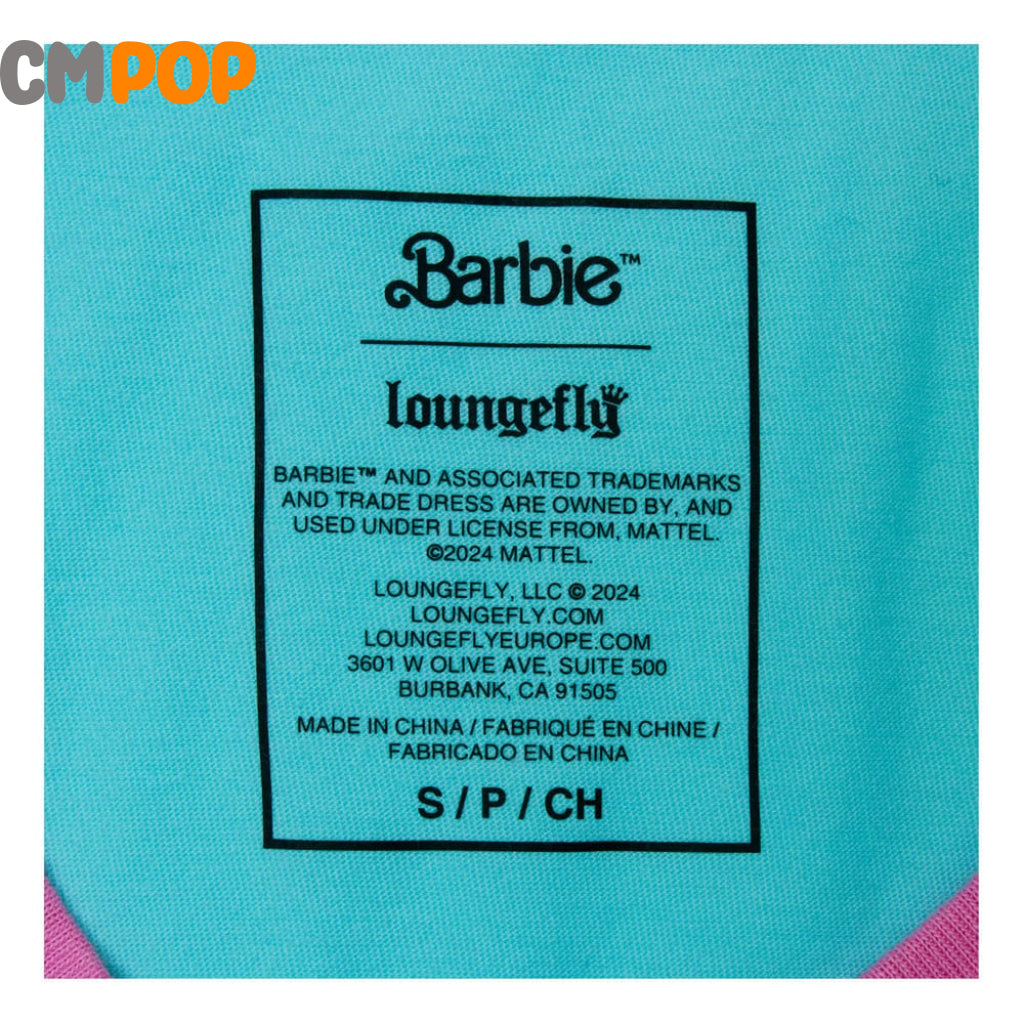 CMPOP
Barbie™
loungefly
BARBIE™ AND ASSOCIATED TRADEMARKS
AND TRADE DRESS ARE OWNED BY, AND
USED UNDER LICENSE FROM, MATTEL.
©2024 MATTEL.
LOUNGEFLY, LLC © 2024
LOUNGEFLY.COM
LOUNGEFLYEUROPE.COM
3601 W OLIVE AVE, SUITE 500
BURBANK, CA 91505
MADE IN CHINA / FABRIQUÉ EN CHINE /
FABRICADO EN CHINA
S / P / CH